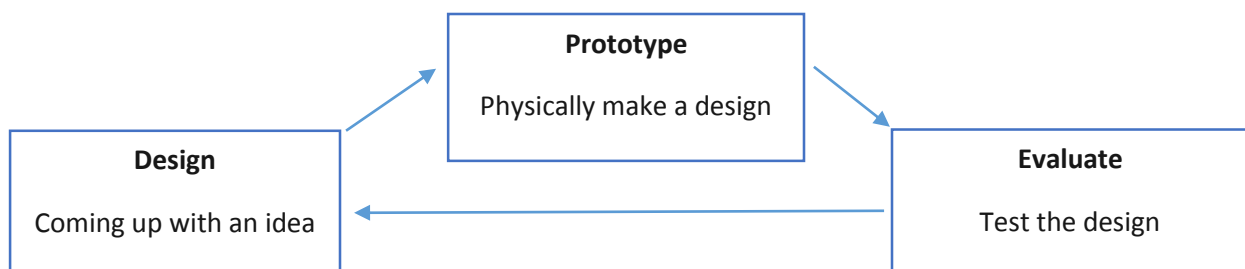 Prototype
Physically make a design
Design
Coming up with an idea
Evaluate
Test the design